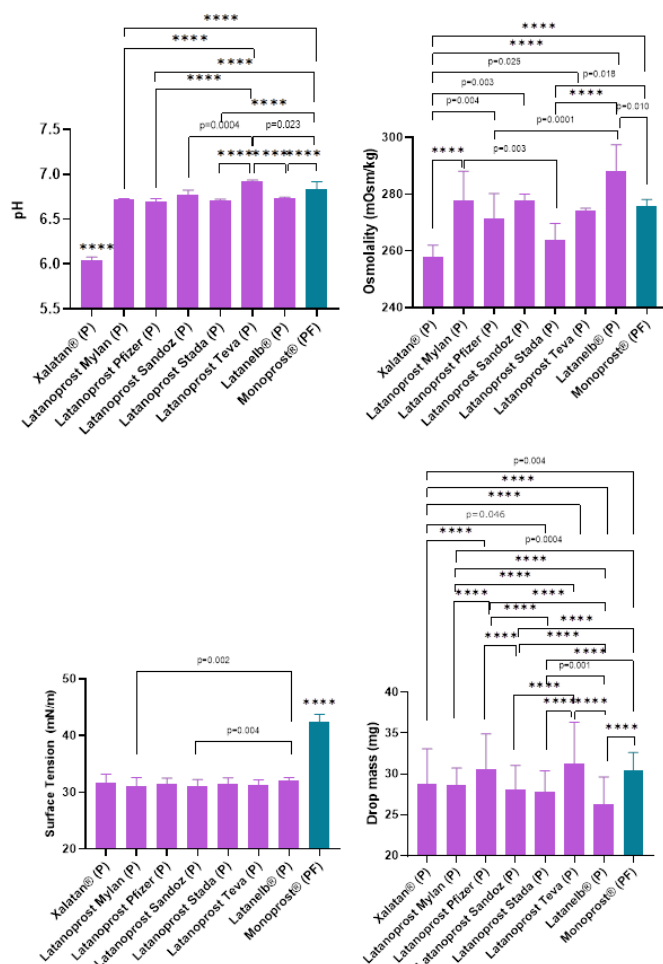 ****
****
****
****
****
p=0.0004
p=0.023
****
****
****
****
7.5
7.0
6.5
6.0
5.5
pH
Xalatan® (P)
Latanoprost Mylan (P)
Latanoprost Pfizer (P)
Latanoprost Sandoz (P)
Latanoprost Stada (P)
Latanoprost Teva (P)
Latanelb® (P)
Monoprost® (PF)
****
****
p=0.025
p=0.018
p=0.003
****
p=0.004
p=0.010
p=0.0001
****
p=0.003
300
280
260
240
Osmolality (mOsm/kg)
Xalatan® (P)
Latanoprost Mylan (P)
Latanoprost Pfizer (P)
Latanoprost Sandoz (P)
Latanoprost Stada (P)
Latanoprost Teva (P)
Latanelb® (P)
Monoprost® (PF)
p=0.002
p=0.004
****
50
40
30
20
Surface Tension (mN/m)
Xalatan® (P)
Latanoprost Mylan (P)
Latanoprost Pfizer (P)
Latanoprost Sandoz (P)
Latanoprost Stada (P)
Latanoprost Teva (P)
Latanelb® (P)
Monoprost® (PF)
p=0.004
****
****
p=0.046
****
p=0.0004
****
****
****
****
****
****
****
****
****
p=0.001
****
****
****
****
40
35
30
25
20
Drop mass (mg)
Xalatan® (P)
Latanoprost Mylan (P)
Latanoprost Pfizer (P)
Latanoprost Sandoz (P)
Latanoprost Stada (P)
Latanoprost Teva (P)
Latanelb® (P)
Monoprost® (PF)